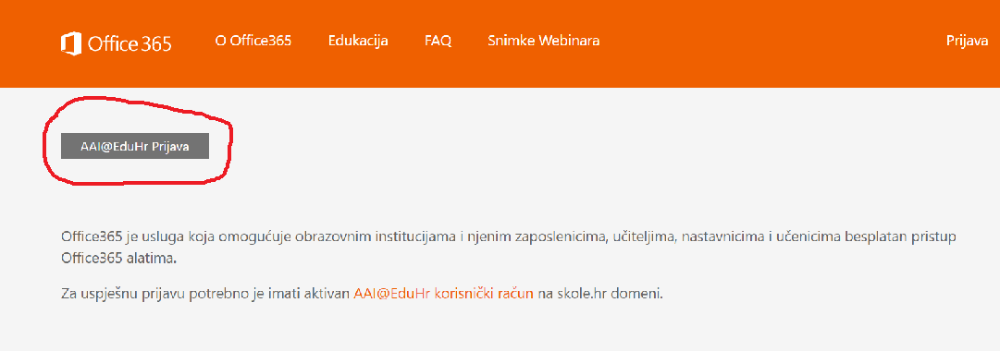 Office 365 O Office365 Edukacija FAQ Snimke Webinara Prijava
AAI@EduHr Prijava
Office365 je usluga koja omogućuje obrazovnim institucijama i njenim zaposlenicima, učiteljima, nastavnicima i učenicima besplatan pristup
Office365 alatima.
Za uspješnu prijavu potrebno je imati aktivan AAI@EduHr korisnički račun na skole.hr domeni.